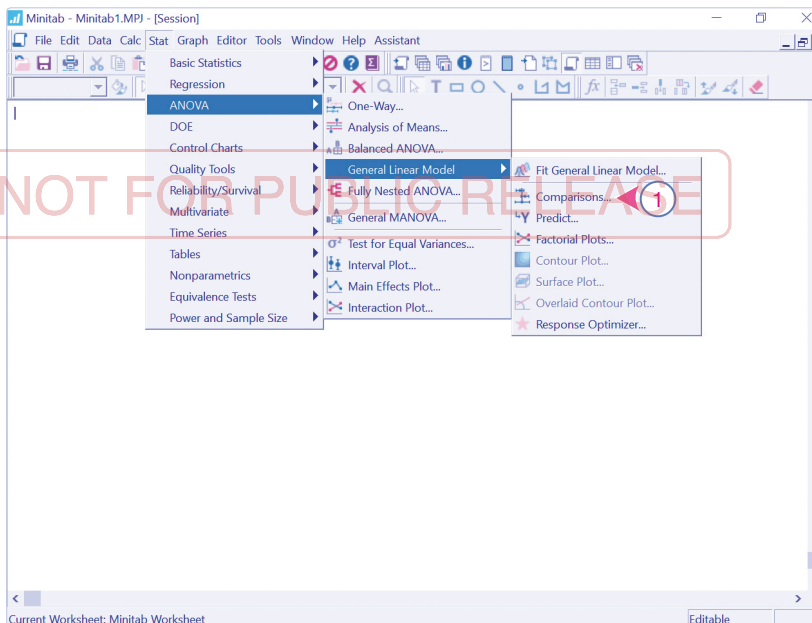 Minitab - Minitab1.MPJ - [Session]
File Edit Data Calc Stat Graph Editor Tools Window Help Assistant
Basic Statistics
Regression
ANOVA
DOE
Control Charts
Quality Tools
Reliability/Survival
Multivariate
Time Series
Tables
Nonparametrics
Equivalence Tests
Power and Sample Size
One-Way...
Analysis of Means...
Balanced ANOVA...
General Linear Model
Fully Nested ANOVA...
General MANOVA...
σ² Test for Equal Variances...
Interval Plot...
Main Effects Plot...
Interaction Plot...
Fit General Linear Model...
Comparisons... 1
Predict...
Factorial Plots...
Contour Plot...
Surface Plot...
Overlaid Contour Plot...
Response Optimizer...
NOT FOR PUBLIC RELEASE
Current Worksheet: Minitab Worksheet
Editable